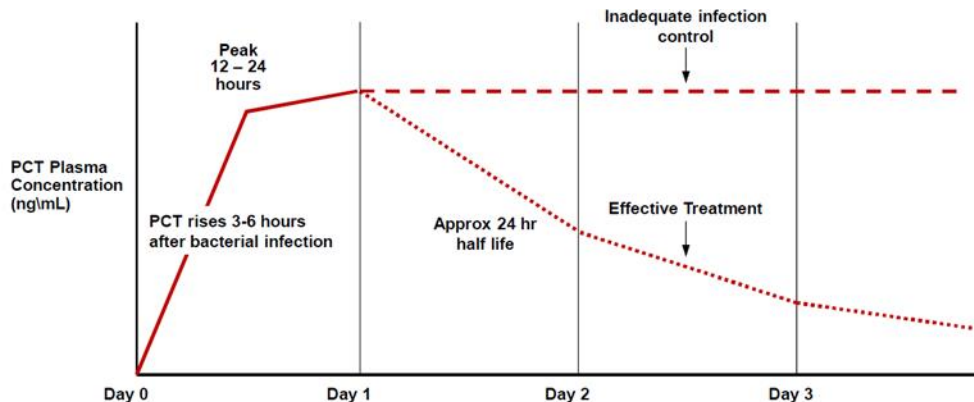 Inadequate infection
control
Peak
12 – 24
hours
PCT Plasma
Concentration
(ng\mL)
PCT rises 3-6 hours
after bacterial infection
Approx 24 hr
half life
Effective Treatment
Day 0
Day 1
Day 2
Day 3